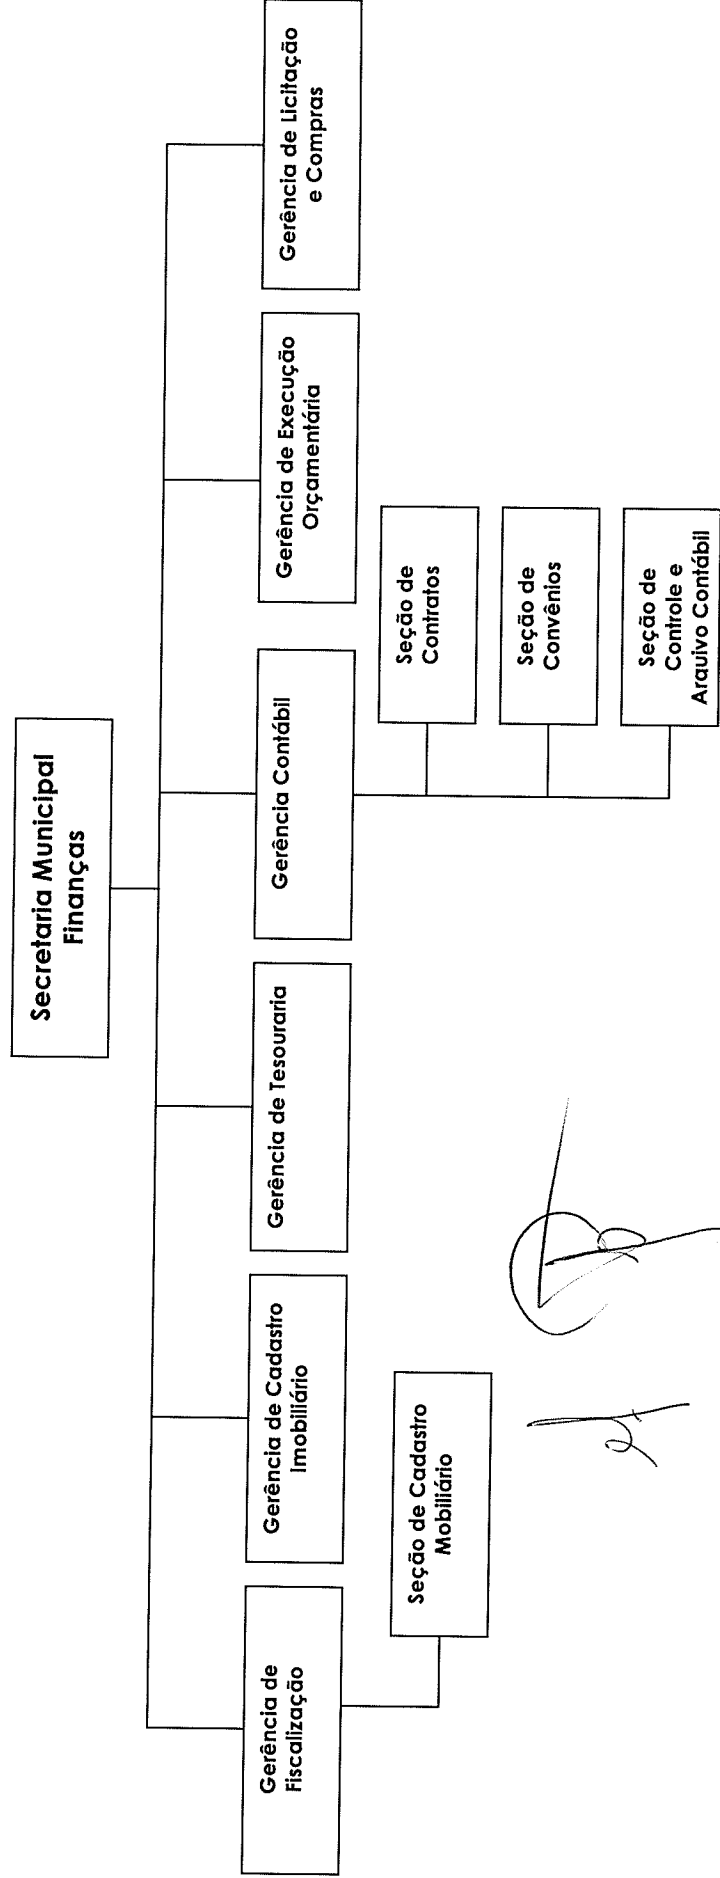 Secretaria Municipal
Finanças
Gerência de
Fiscalização
Gerência de Cadastro
Imobiliário
Gerência de Tesouraria
Gerência Contábil
Gerência de Execução
Orçamentária
Gerência de Licitação
e Compras
Seção de Cadastro
Mobiliário
Seção de
Contratos
Seção de
Convênios
Seção de
Controle e
Arquivo Contábil